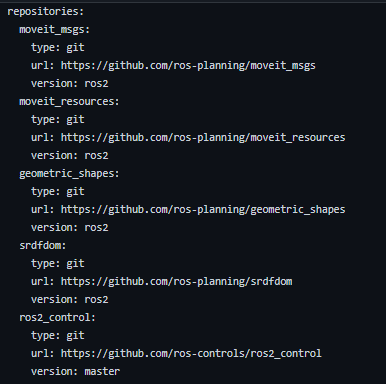 repositories:
  moveit_msgs:
    type: git
    url: https://github.com/ros-planning/moveit_msgs
    version: ros2
  moveit_resources:
    type: git
    url: https://github.com/ros-planning/moveit_resources
    version: ros2
  geometric_shapes:
    type: git
    url: https://github.com/ros-planning/geometric_shapes
    version: ros2
  srdfdom:
    type: git
    url: https://github.com/ros-planning/srdfdom
    version: ros2
  ros2_control:
    type: git
    url: https://github.com/ros-controls/ros2_control
    version: master